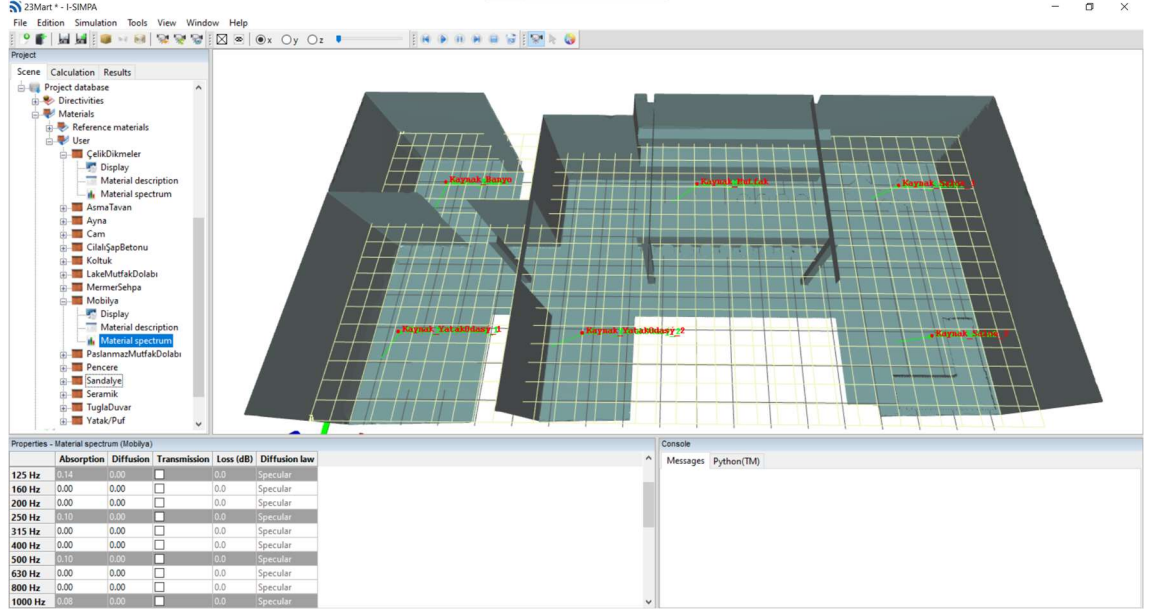 23Mart * - I-SIMPA
File Edition Simulation Tools View Window Help
x y z
Project
Scene Calculation Results
Project database
Directivities
Materials
Reference materials
User
ÇelikDikmeler
Display
Material description
Material spectrum
AsmaTavan
Ayna
Cam
CilalıŞapBetonu
Koltuk
LakeMutfakDolabı
MermerSehpa
Mobilya
Display
Material description
Material spectrum
PaslanmazMutfakDolabı
Pencere
Sandalye
Seramik
TuglaDuvar
Yatak/Puf
Kaynak_Banyo
Kaynak_Mutfak
Kaynak_YatakOdasy_1
Kaynak_YatakOdasy_2
Properties - Material spectrum (Mobilya)
Absorption Diffusion Transmission Loss (dB) Diffusion law
125 Hz 0.14 0.00 0.0 Specular
160 Hz 0.00 0.00 0.0 Specular
200 Hz 0.00 0.00 0.0 Specular
250 Hz 0.10 0.00 0.0 Specular
315 Hz 0.00 0.00 0.0 Specular
400 Hz 0.00 0.00 0.0 Specular
500 Hz 0.10 0.00 0.0 Specular
630 Hz 0.00 0.00 0.0 Specular
800 Hz 0.00 0.00 0.0 Specular
1000 Hz 0.08 0.00 0.0 Specular
Console
Messages Python(TM)